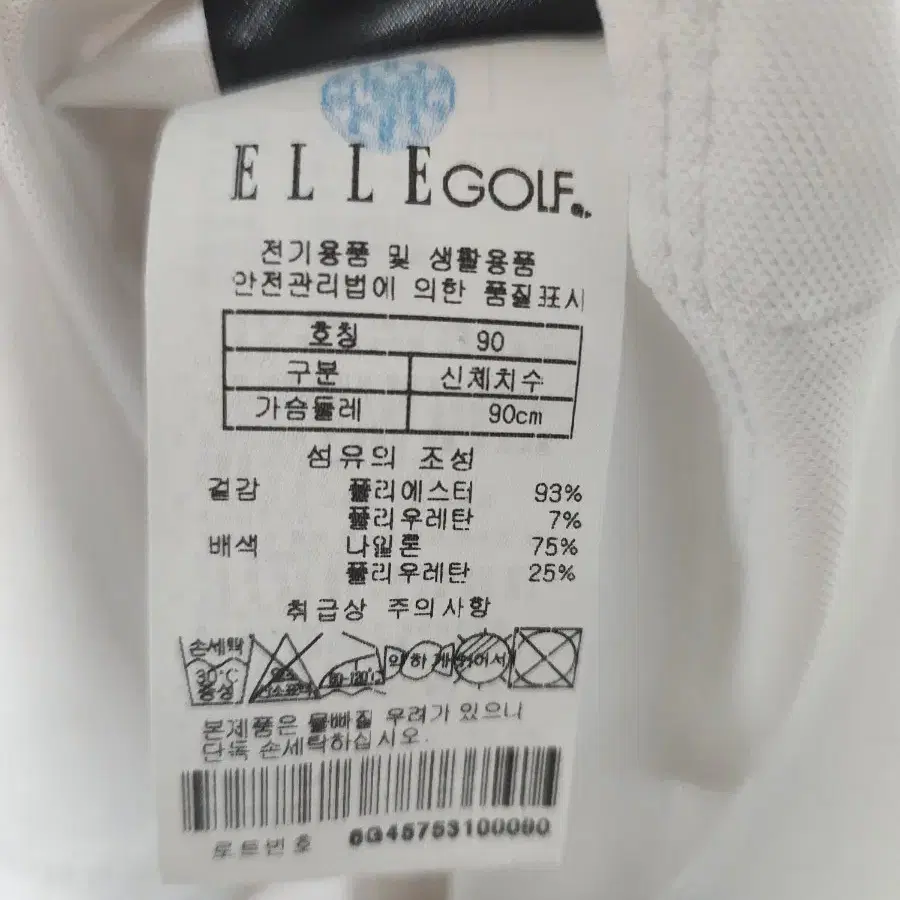 ELLE GOLF
전기용품 및 생활용품
안전관리법에 의한 품질표시
호칭 90
구분 신체치수
가슴둘레 90cm
섬유의 조성
겉감 폴리에스터 93%
폴리우레탄 7%
배색 나일론 75%
폴리우레탄 25%
취급상 주의사항
손세탁
30°C
중성
본제품은 물빠질 우려가 있으니
단독 손세탁하십시오.
로트번호 6G45753100090